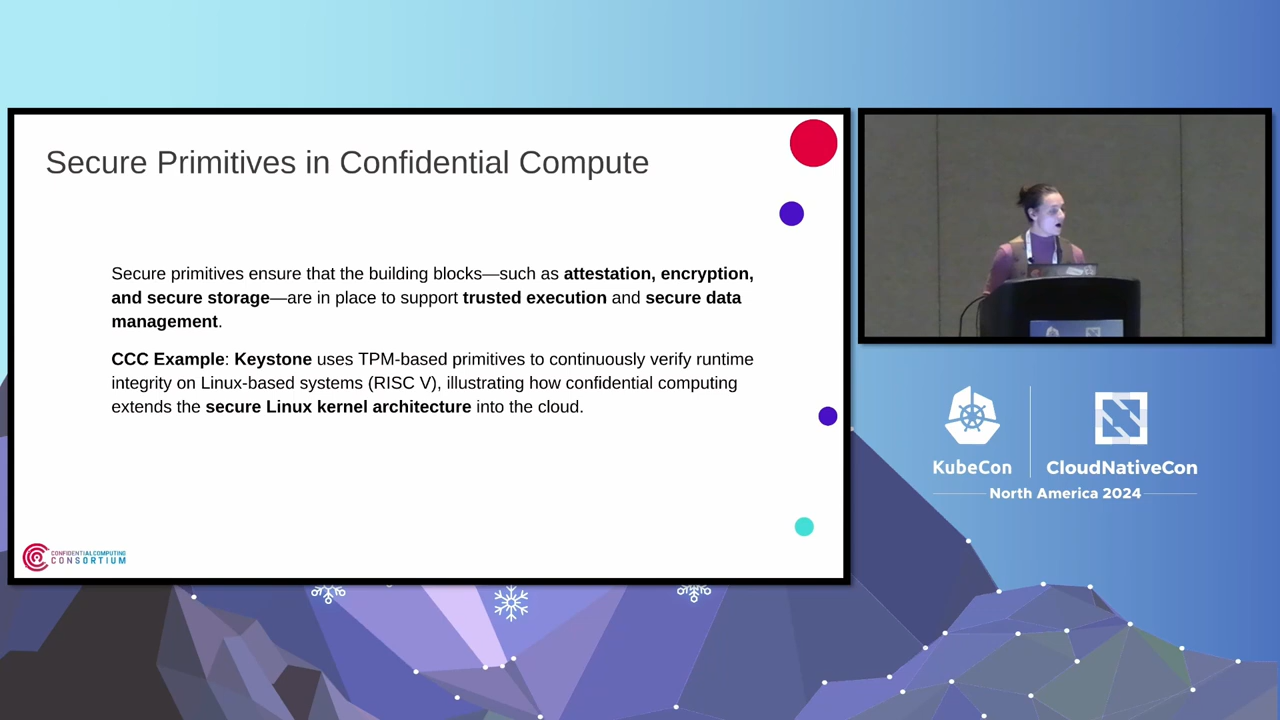 Secure Primitives in Confidential Compute
Secure primitives ensure that the building blocks—such as attestation, encryption,
and secure storage—are in place to support trusted execution and secure data
management.
CCC Example: Keystone uses TPM-based primitives to continuously verify runtime
integrity on Linux-based systems (RISC V), illustrating how confidential computing
extends the secure Linux kernel architecture into the cloud.
CONFIDENTIAL COMPUTING
CONSORTIUM
KubeCon
CloudNativeCon
North America 2024